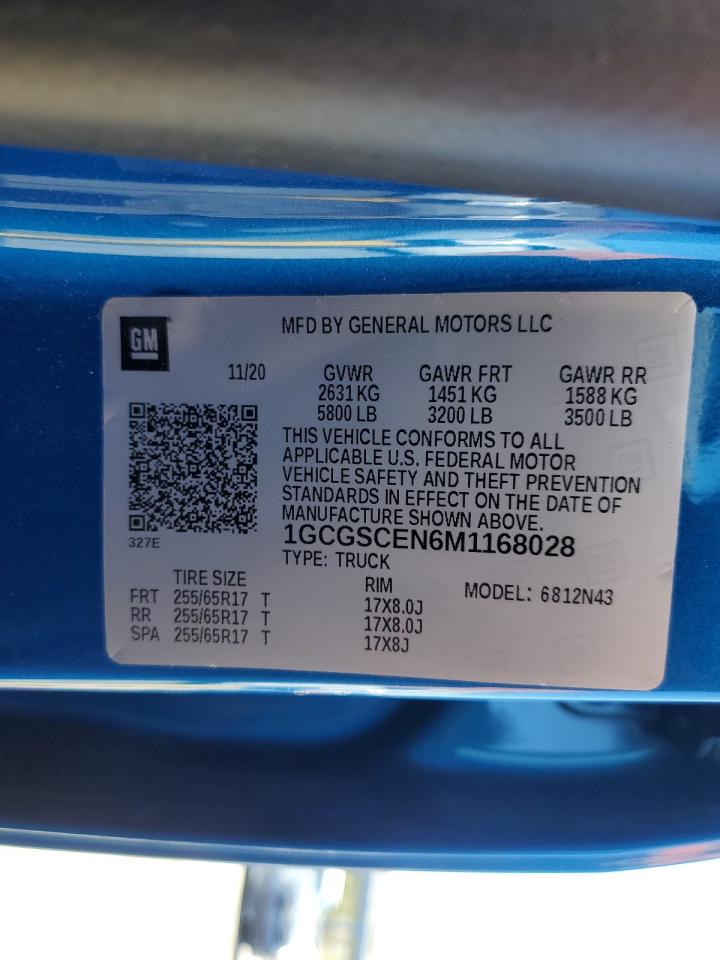 GM
MFD BY GENERAL MOTORS LLC
11/20 GVWR GAWR FRT GAWR RR
2631 KG 1451 KG 1588 KG
5800 LB 3200 LB 3500 LB
THIS VEHICLE CONFORMS TO ALL
APPLICABLE U.S. FEDERAL MOTOR
VEHICLE SAFETY AND THEFT PREVENTION
STANDARDS IN EFFECT ON THE DATE OF
MANUFACTURE SHOWN ABOVE.
327E
1GCGSCEN6M1168028
TYPE: TRUCK
TIRE SIZE RIM MODEL: 6812N43
FRT 255/65R17 T 17X8.0J
RR 255/65R17 T 17X8.0J
SPA 255/65R17 T 17X8J